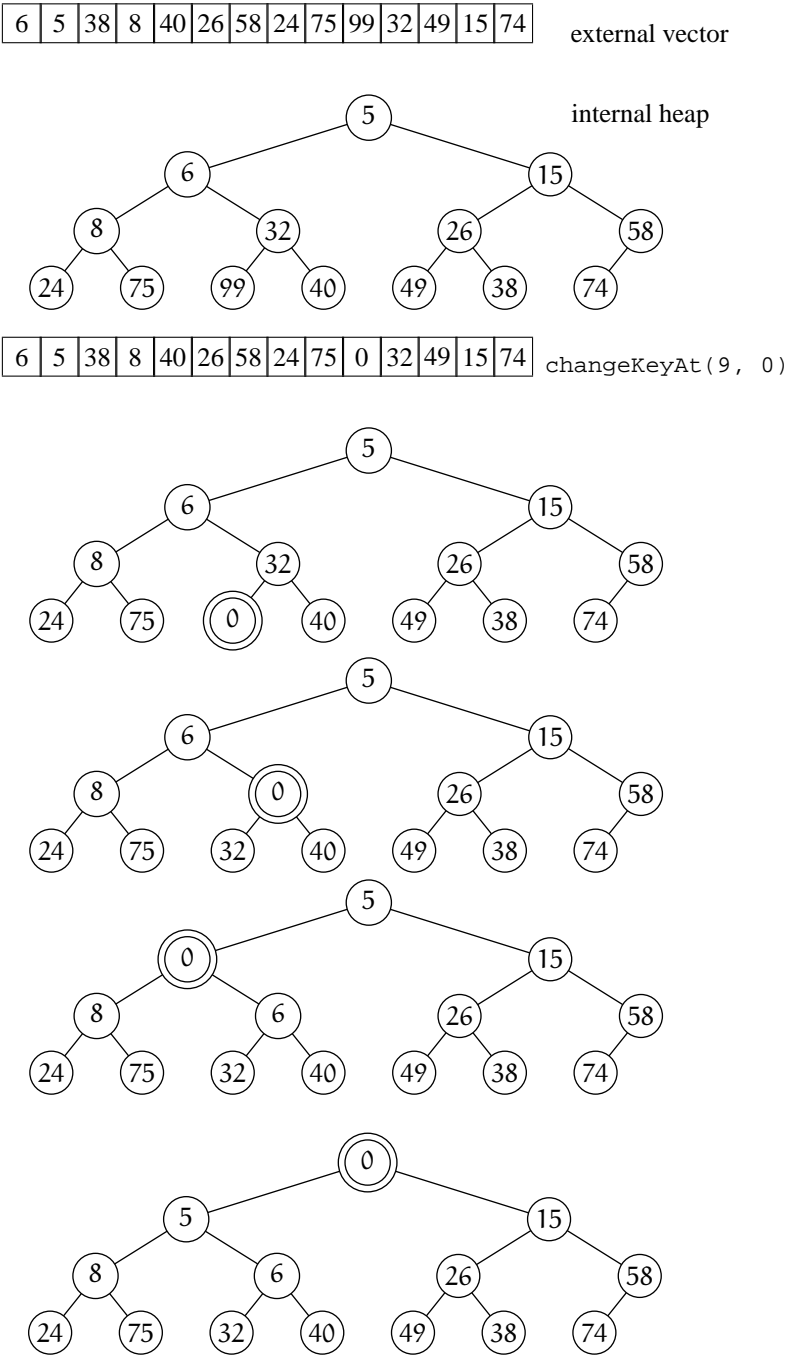 6 5 38 8 40 26 58 24 75 99 32 49 15 74 external vector
5 internal heap
6 15
8 32 26 58
24 75 99 40 49 38 74
6 5 38 8 40 26 58 24 75 0 32 49 15 74 changeKeyAt(9, 0)
5
6 15
8 32 26 58
24 75 0 40 49 38 74
5
6 15
8 0 26 58
24 75 32 40 49 38 74
5
0 15
8 6 26 58
24 75 32 40 49 38 74
0
5 15
8 6 26 58
24 75 32 40 49 38 74